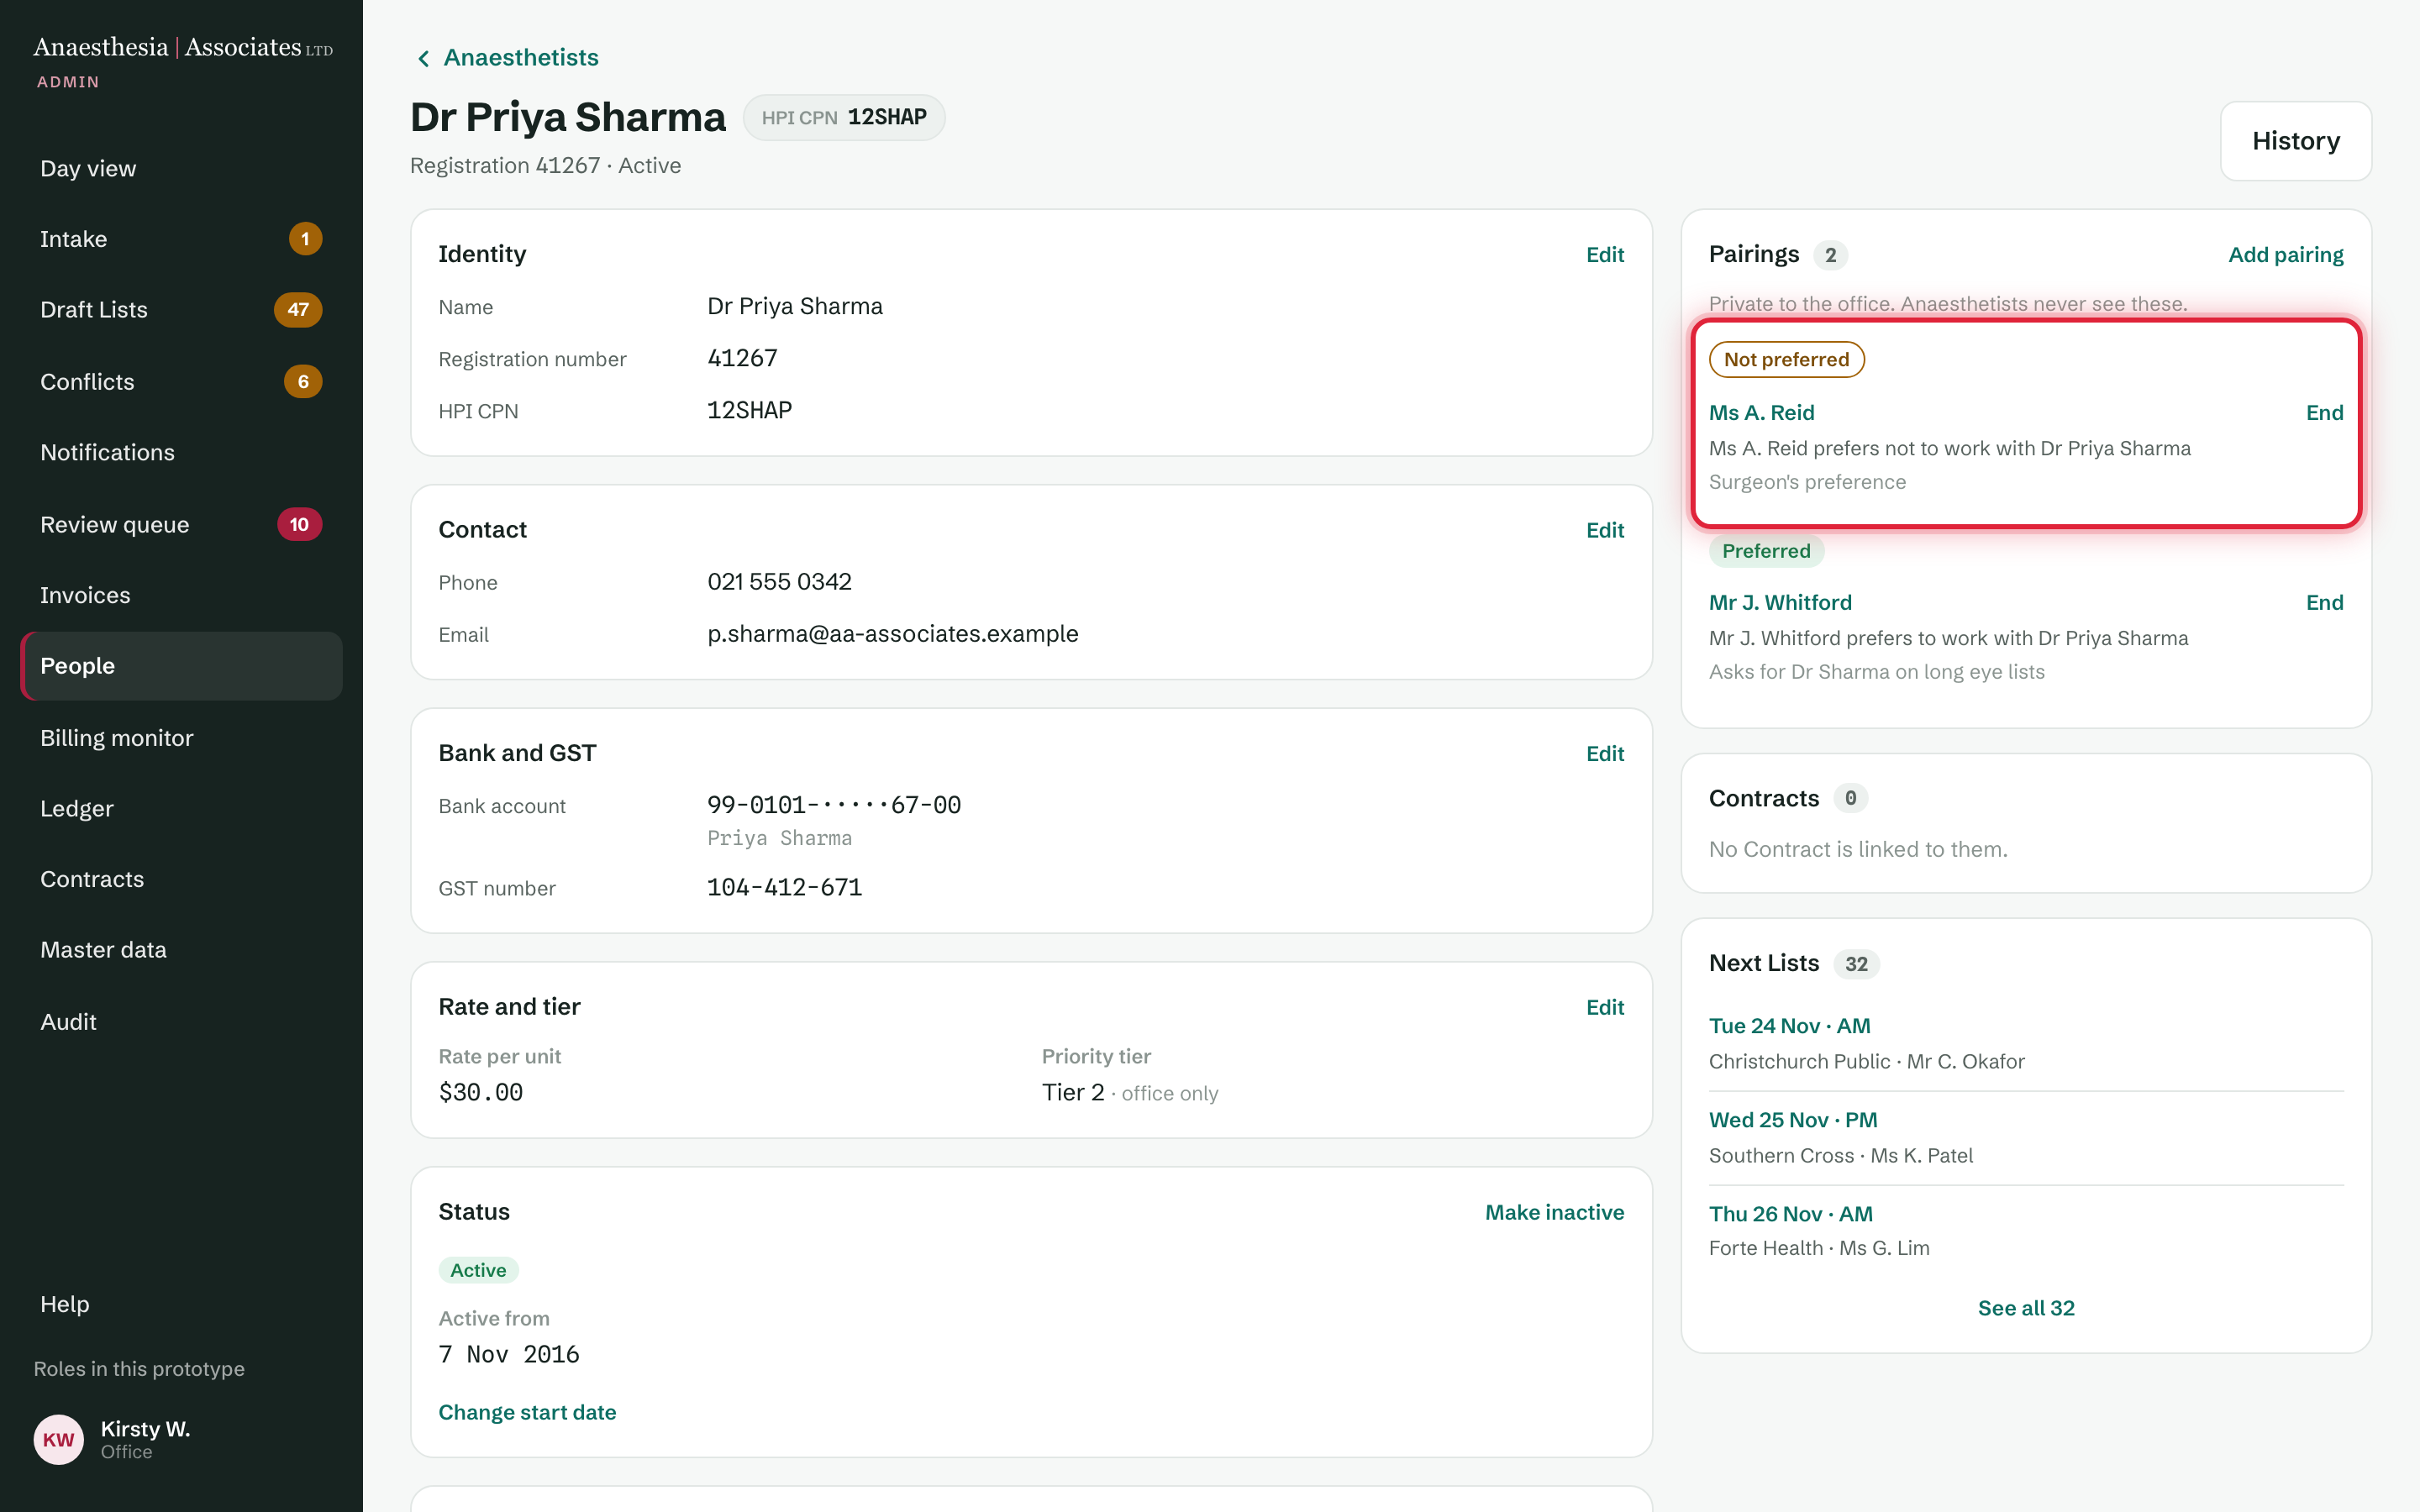 Anaesthesia | Associates LTD
ADMIN
Day view
Intake 1
Draft Lists 47
Conflicts 6
Notifications
Review queue 10
Invoices
People
Billing monitor
Ledger
Contracts
Master data
Audit
Help
Roles in this prototype
KW
Kirsty W.
Office
Anaesthetists
Dr Priya Sharma HPI CPN 12SHAP
Registration 41267 · Active
History
Identity Edit
Name Dr Priya Sharma
Registration number 41267
HPI CPN 12SHAP
Contact Edit
Phone 021 555 0342
Email p.sharma@aa-associates.example
Bank and GST Edit
Bank account 99-0101-·····67-00
Priya Sharma
GST number 104-412-671
Rate and tier Edit
Rate per unit Priority tier
$30.00 Tier 2 · office only
Status Make inactive
Active
Active from
7 Nov 2016
Change start date
Pairings 2 Add pairing
Private to the office. Anaesthetists never see these.
Not preferred
Ms A. Reid End
Ms A. Reid prefers not to work with Dr Priya Sharma
Surgeon's preference
Preferred
Mr J. Whitford End
Mr J. Whitford prefers to work with Dr Priya Sharma
Asks for Dr Sharma on long eye lists
Contracts 0
No Contract is linked to them.
Next Lists 32
Tue 24 Nov · AM
Christchurch Public · Mr C. Okafor
Wed 25 Nov · PM
Southern Cross · Ms K. Patel
Thu 26 Nov · AM
Forte Health · Ms G. Lim
See all 32